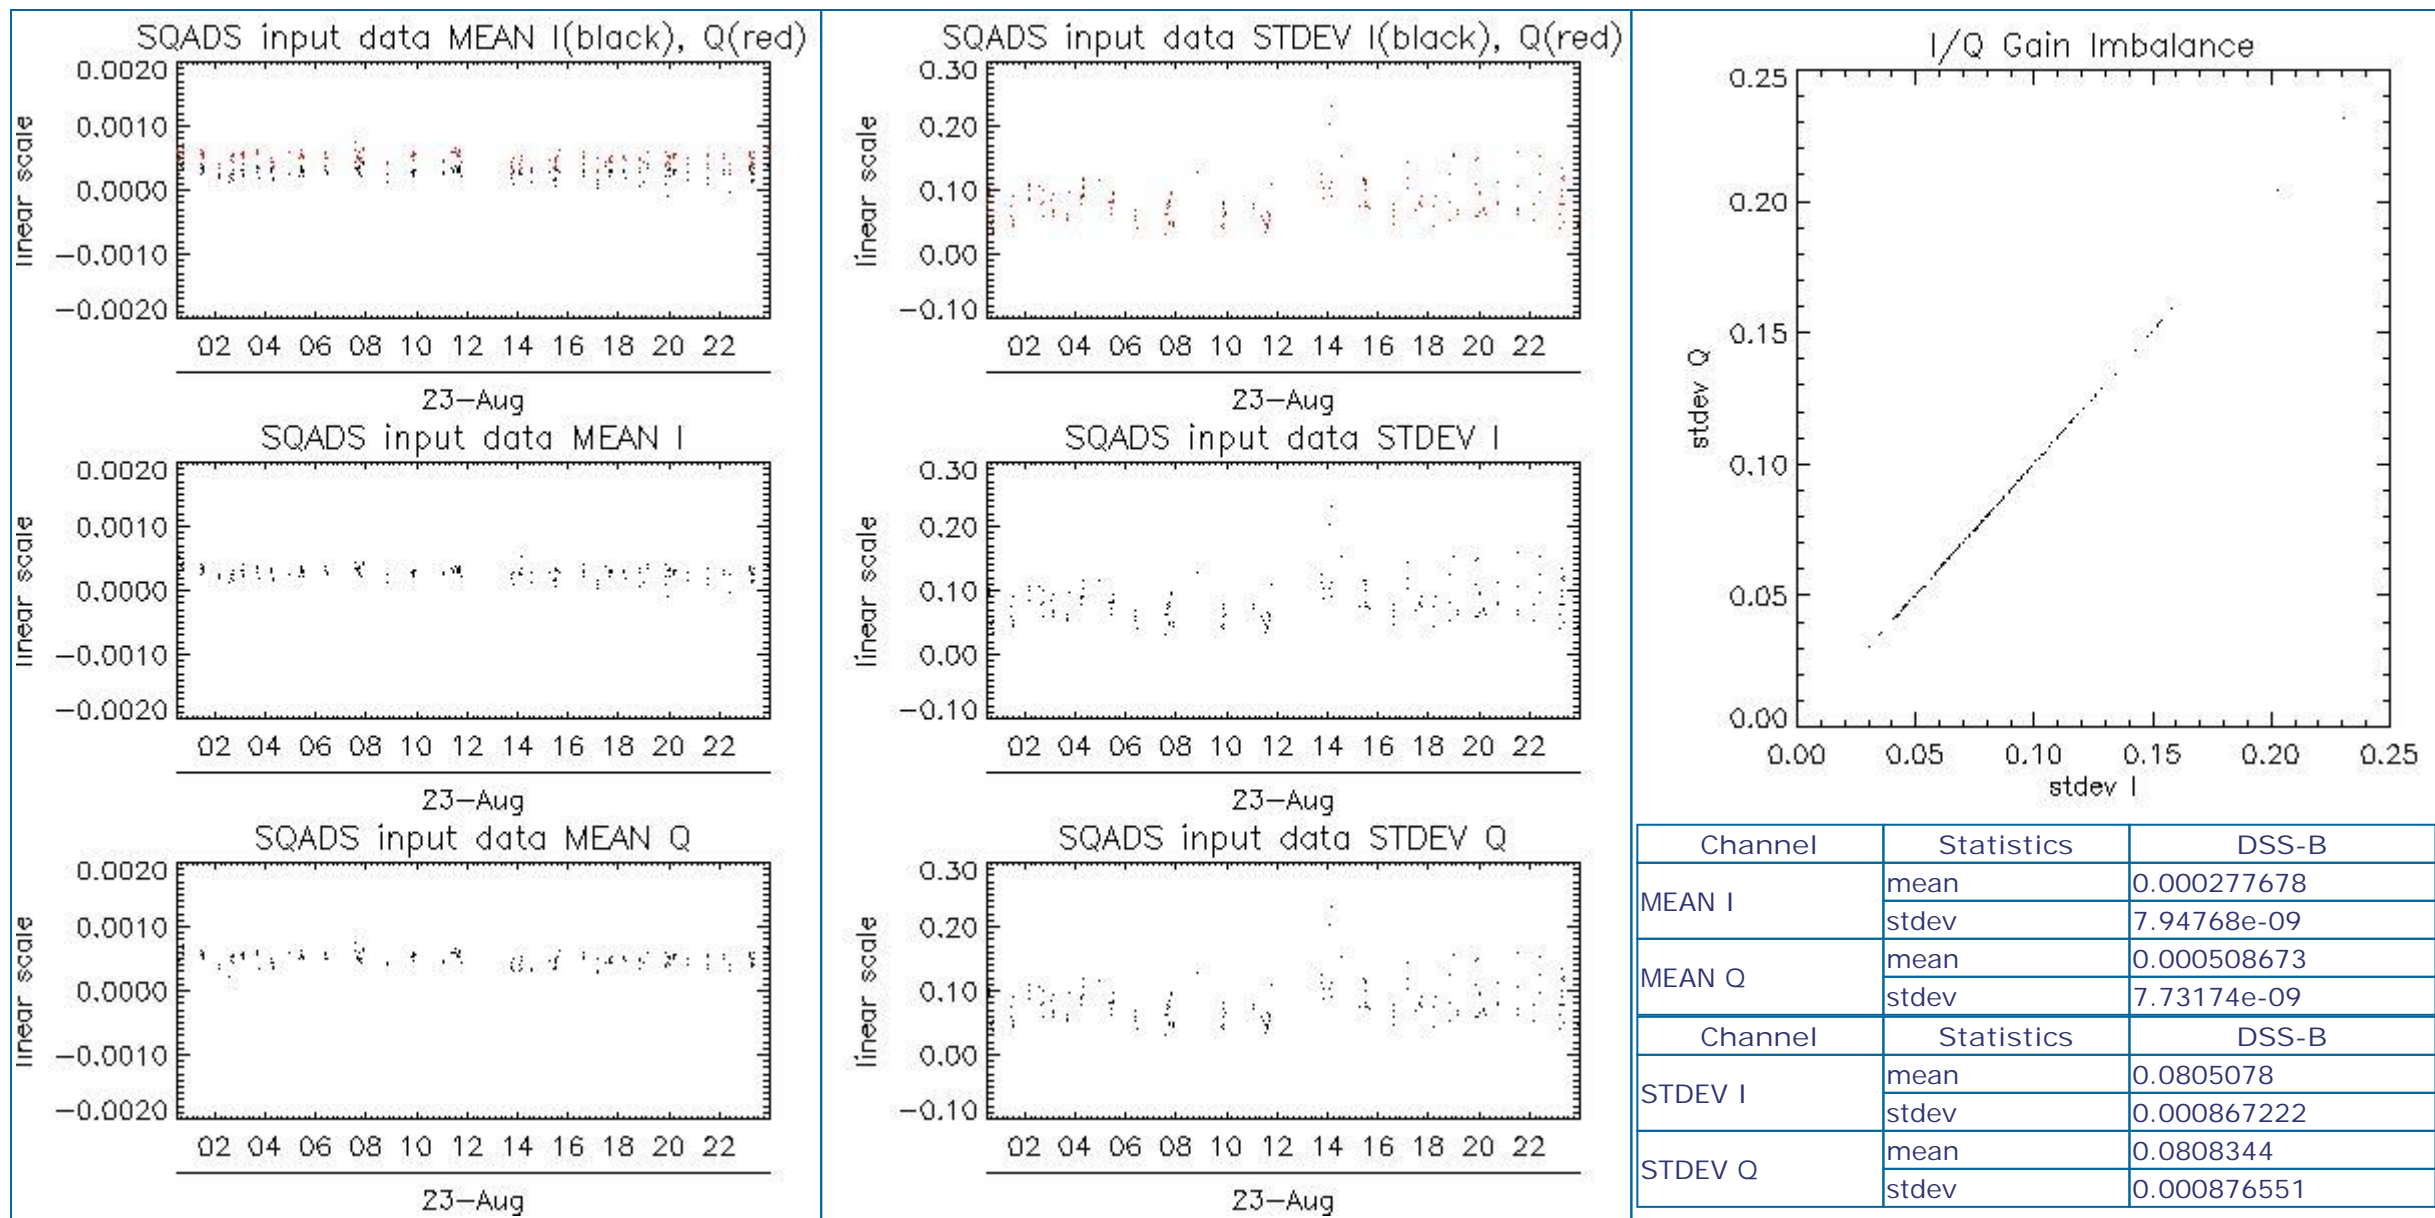 SQADS input data MEAN I(black), Q(red)
linear scale
0.0020
0.0010
0.0000
−0.0010
−0.0020
02 04 06 08 10 12 14 16 18 20 22
23−Aug
SQADS input data MEAN I
linear scale
0.0020
0.0010
0.0000
−0.0010
−0.0020
02 04 06 08 10 12 14 16 18 20 22
23−Aug
SQADS input data MEAN Q
linear scale
0.0020
0.0010
0.0000
−0.0010
−0.0020
02 04 06 08 10 12 14 16 18 20 22
23−Aug
SQADS input data STDEV I(black), Q(red)
linear scale
0.30
0.20
0.10
0.00
−0.10
02 04 06 08 10 12 14 16 18 20 22
23−Aug
SQADS input data STDEV I
linear scale
0.30
0.20
0.10
0.00
−0.10
02 04 06 08 10 12 14 16 18 20 22
23−Aug
SQADS input data STDEV Q
linear scale
0.30
0.20
0.10
0.00
−0.10
02 04 06 08 10 12 14 16 18 20 22
23−Aug
I/Q Gain Imbalance
stdev Q
0.25
0.20
0.15
0.10
0.05
0.00
0.00 0.05 0.10 0.15 0.20 0.25
stdev I
Channel Statistics DSS-B
MEAN I mean 0.000277678
stdev 7.94768e-09
MEAN Q mean 0.000508673
stdev 7.73174e-09
Channel Statistics DSS-B
STDEV I mean 0.0805078
stdev 0.000867222
STDEV Q mean 0.0808344
stdev 0.000876551